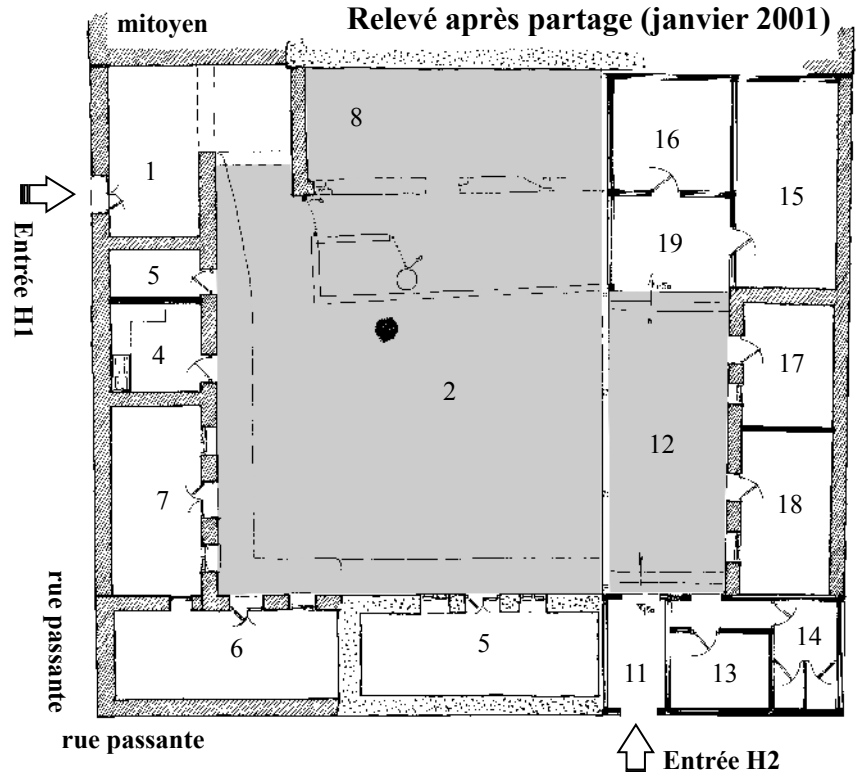 mitoyen
Relevé après partage (janvier 2001)
8
16
1
15
19
Entrée H1
5
4
17
2
12
7
18
rue passante
6
5
11
13
14
rue passante
Entrée H2